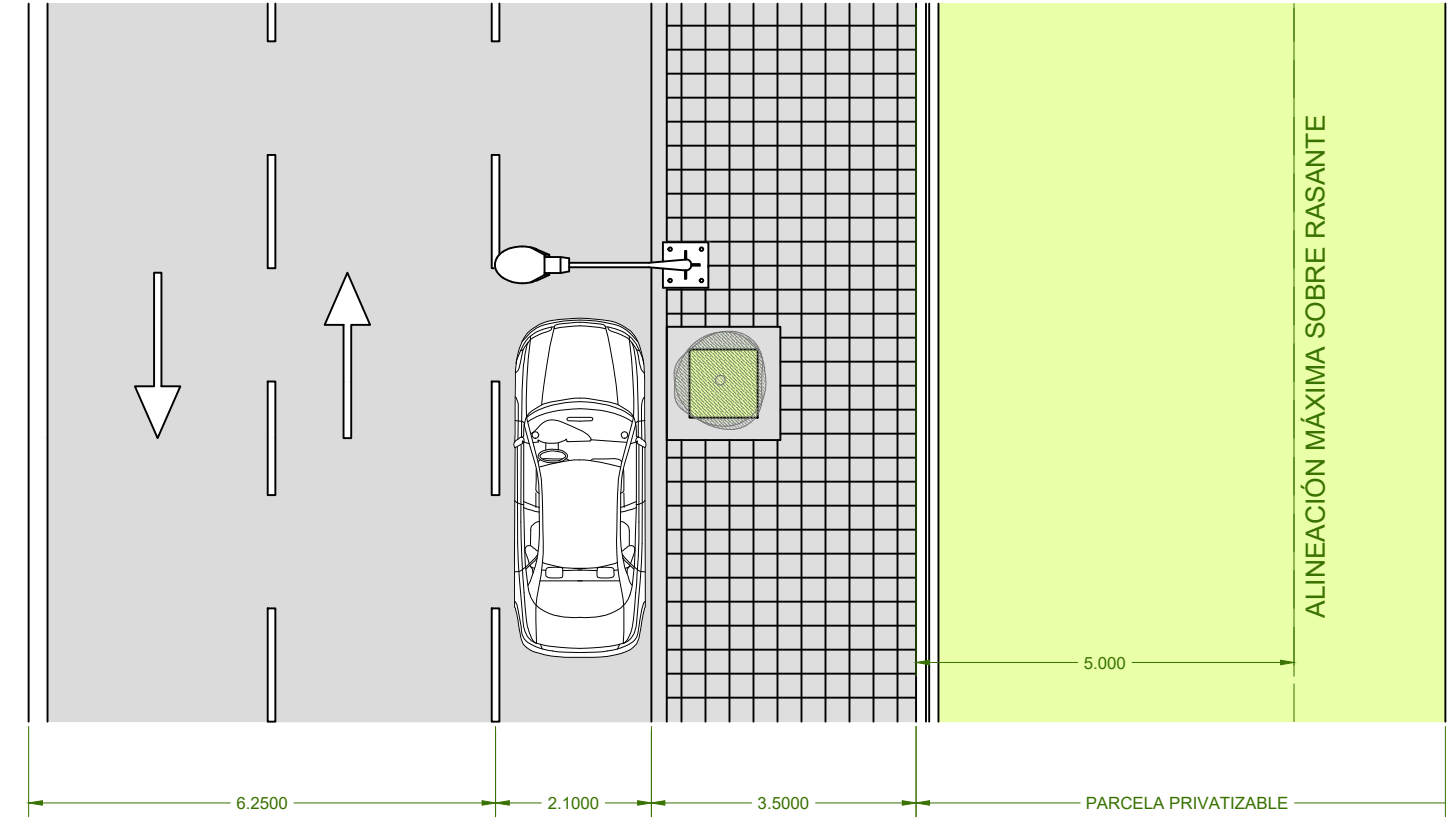 ALINEACIÓN MÁXIMA SOBRE RASANTE
5.000
6.2500
2.1000
3.5000
PARCELA PRIVATIZABLE